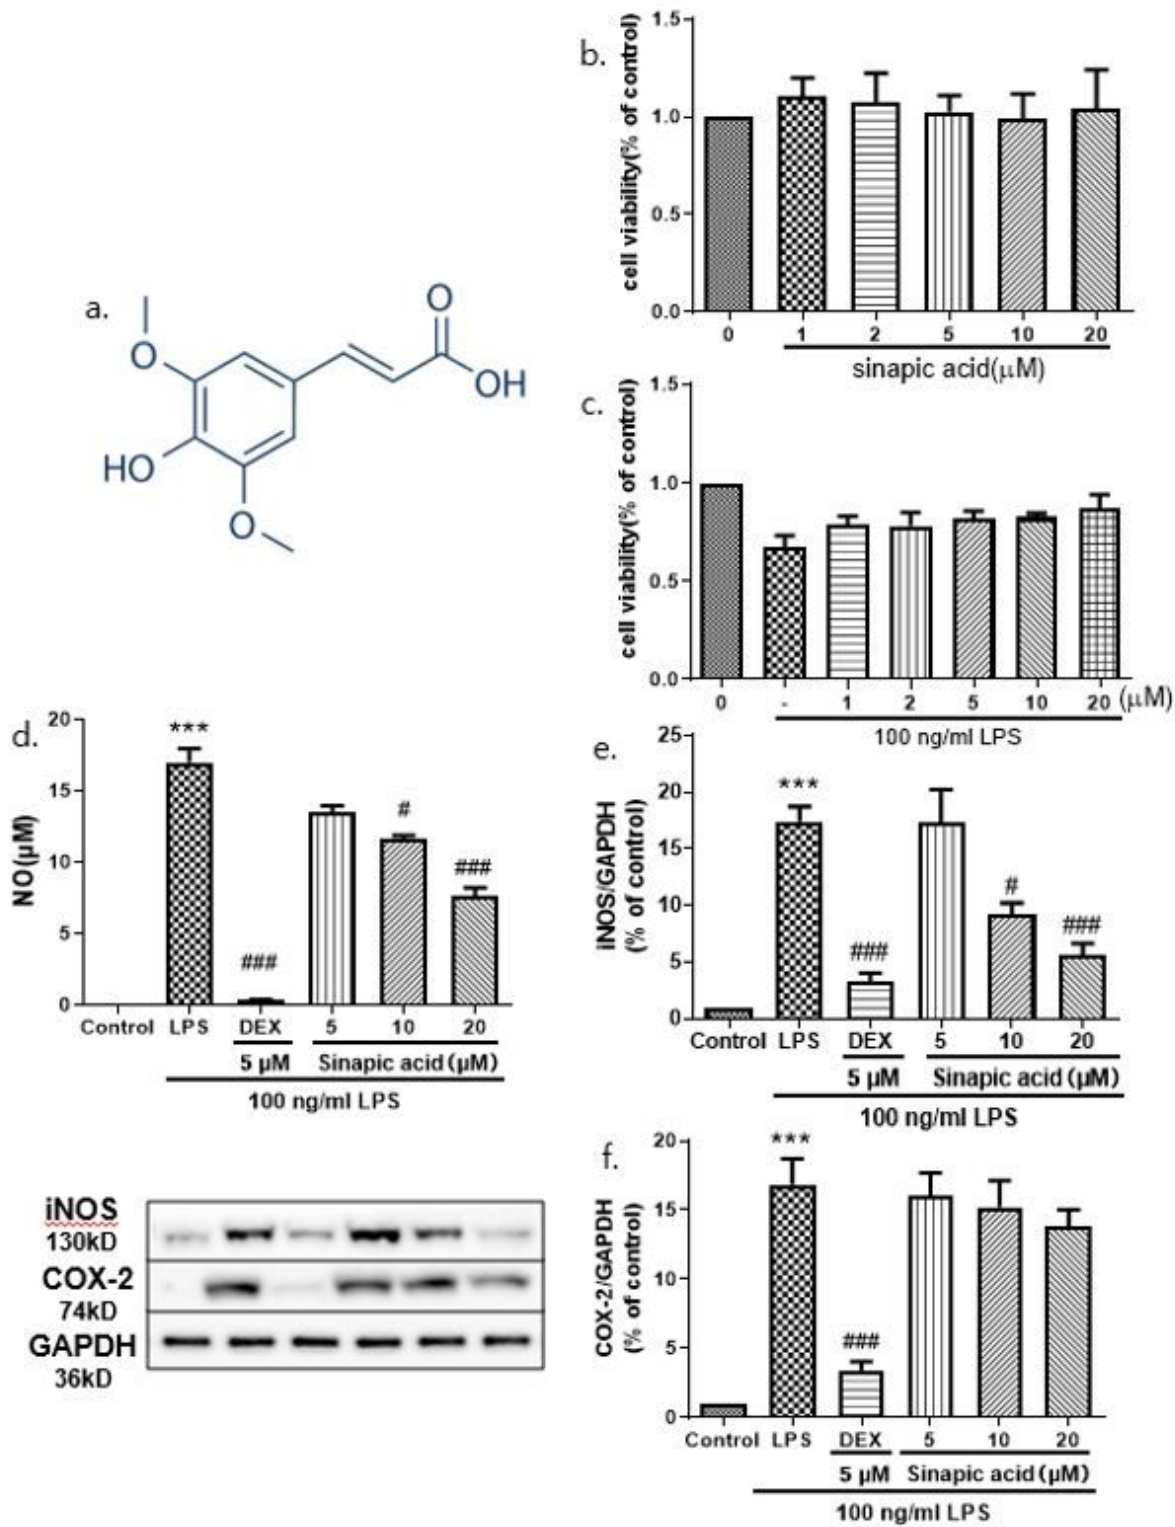 a.
O
O
OH
HO
O
b.
cell viability(% of control)
1.5
1.0
0.5
0.0
0 1 2 5 10 20
sinapic acid(μM)
c.
cell viability(% of control)
1.5
1.0
0.5
0.0
0 - 1 2 5 10 20 (μM)
100 ng/ml LPS
d.
NO(μM)
20
15
10
5
0
***
###
#
###
Control LPS DEX 5 10 20
5 μM Sinapic acid (μM)
100 ng/ml LPS
e.
iNOS/GAPDH
(% of control)
25
20
15
10
5
0
***
###
#
###
Control LPS DEX 5 10 20
5 μM Sinapic acid (μM)
100 ng/ml LPS
iNOS
130kD
COX-2
74kD
GAPDH
36kD
f.
COX-2/GAPDH
(% of control)
20
15
10
5
0
***
###
Control LPS DEX 5 10 20
5 μM Sinapic acid (μM)
100 ng/ml LPS